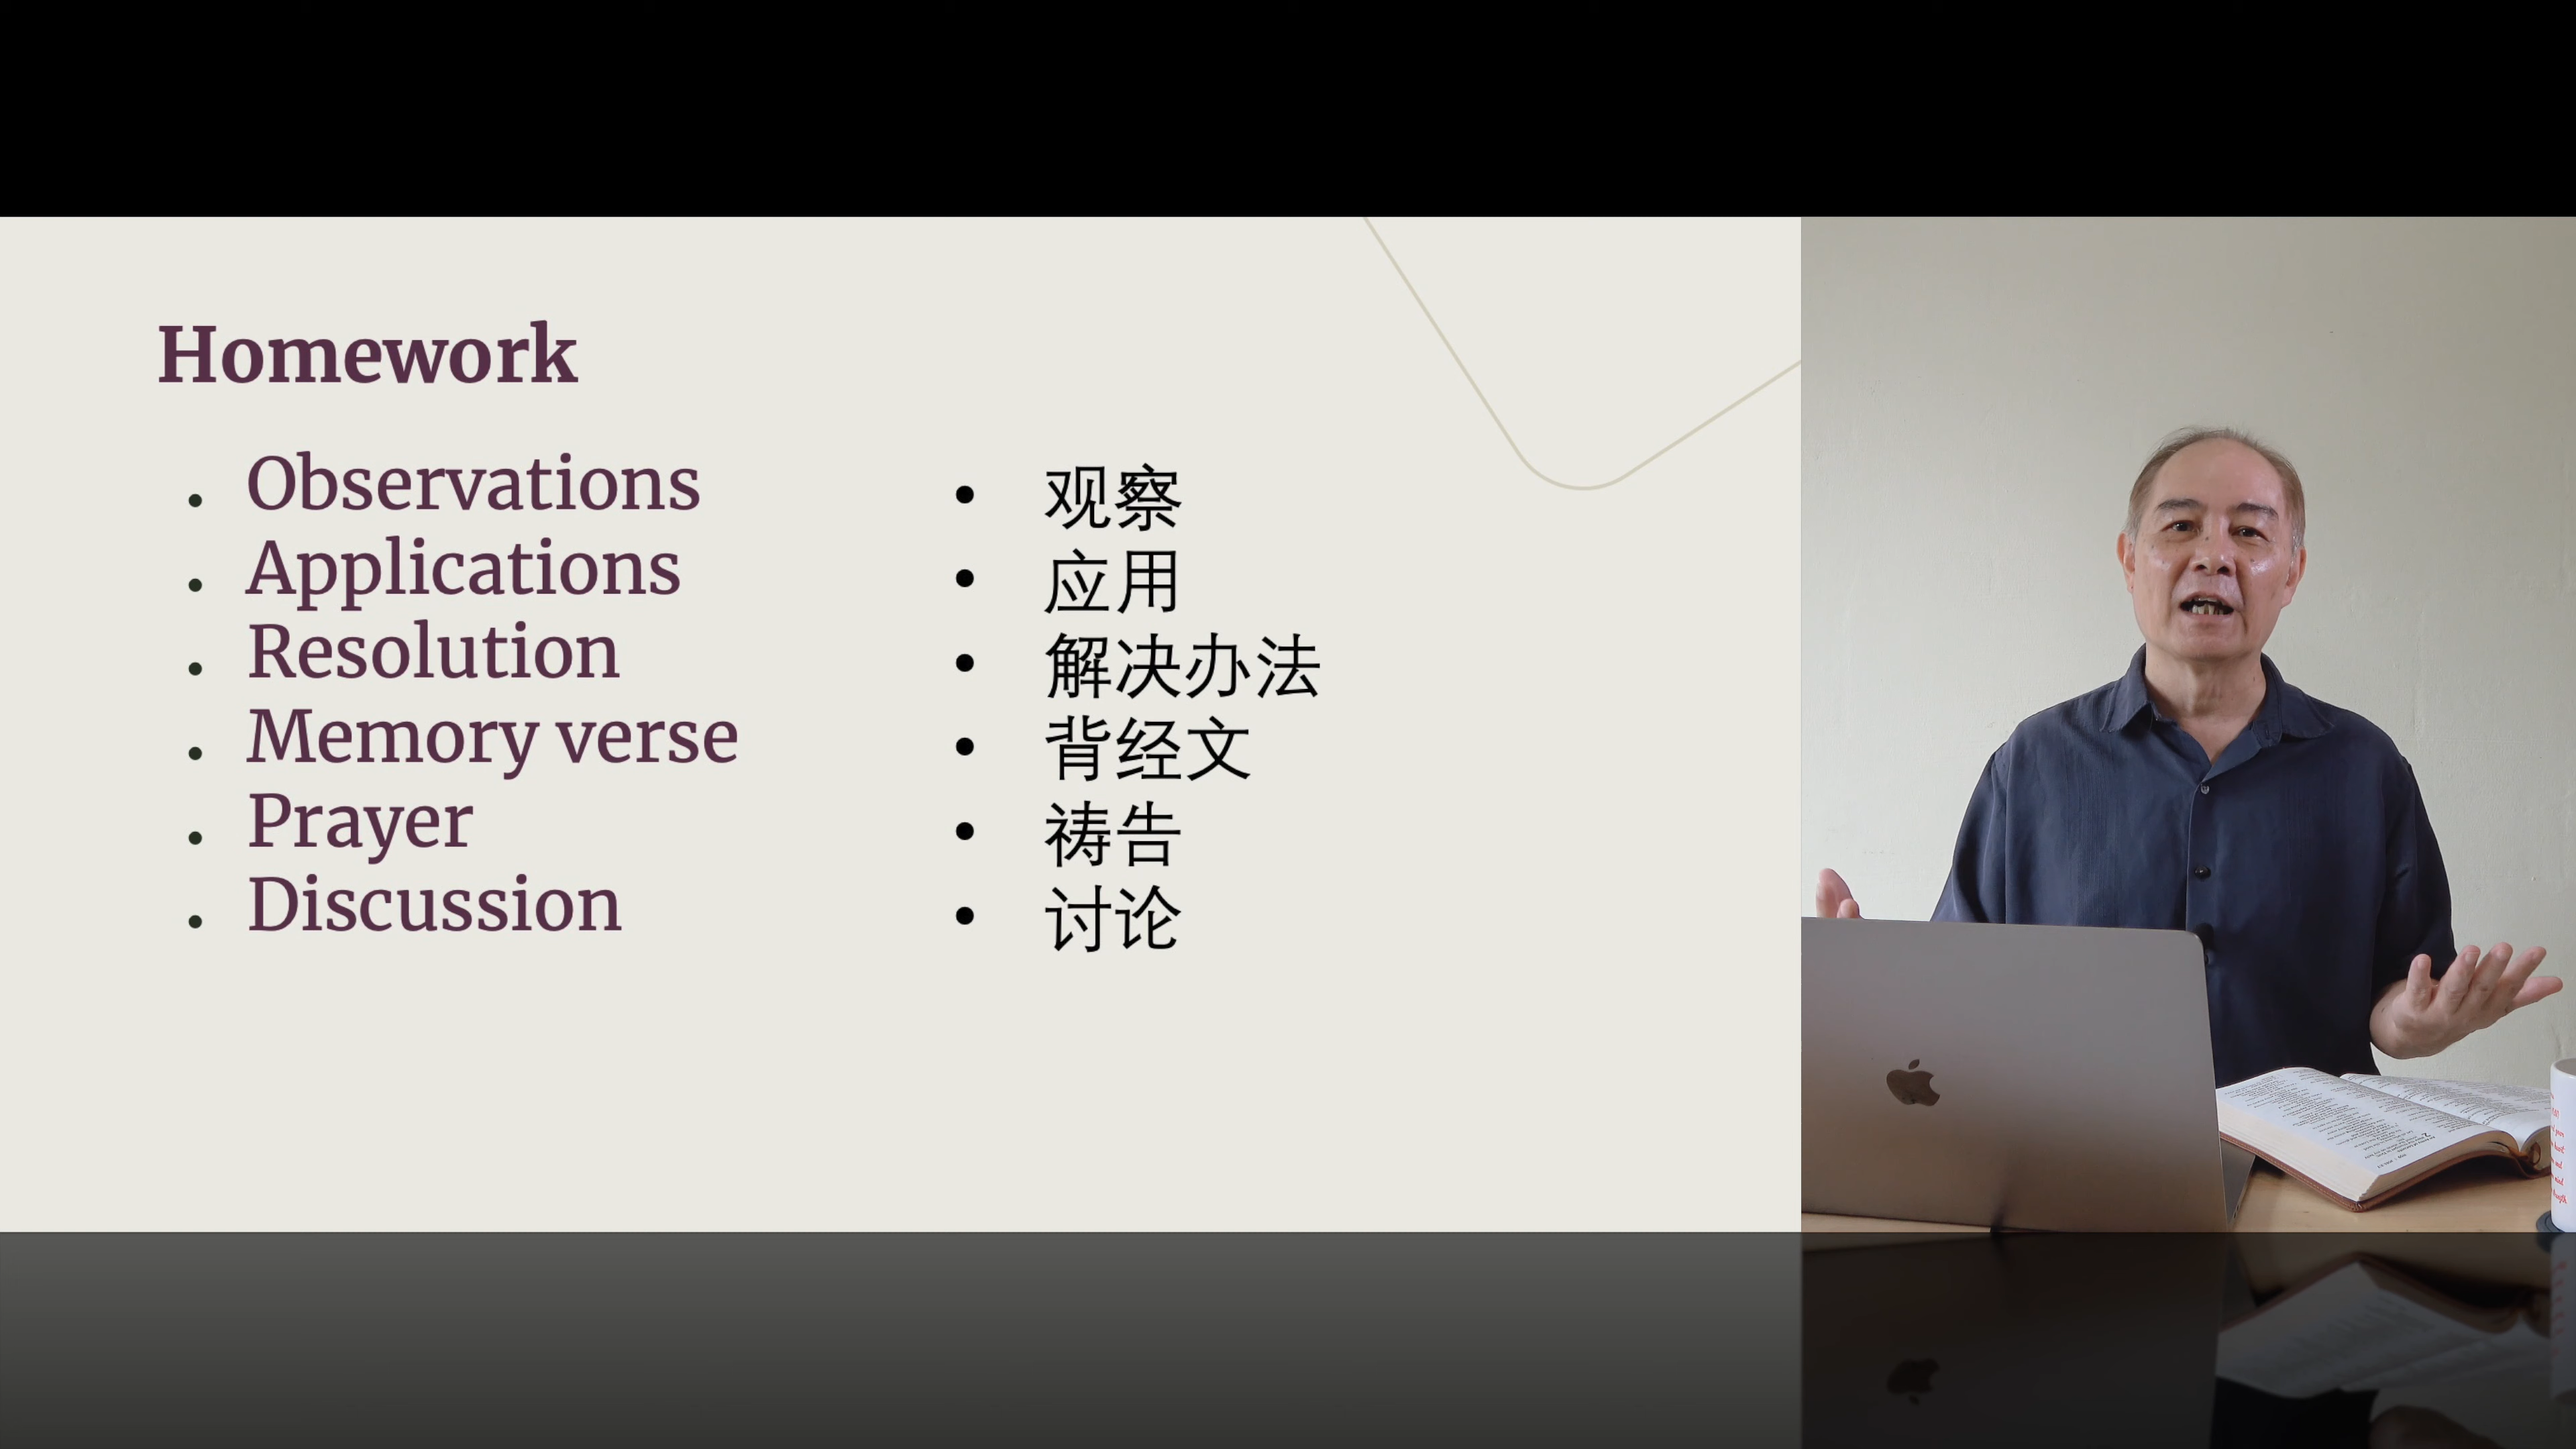 Homework
Observations
Applications
Resolution
Memory verse
Prayer
Discussion
观察
应用
解决办法
背经文
祷告
讨论